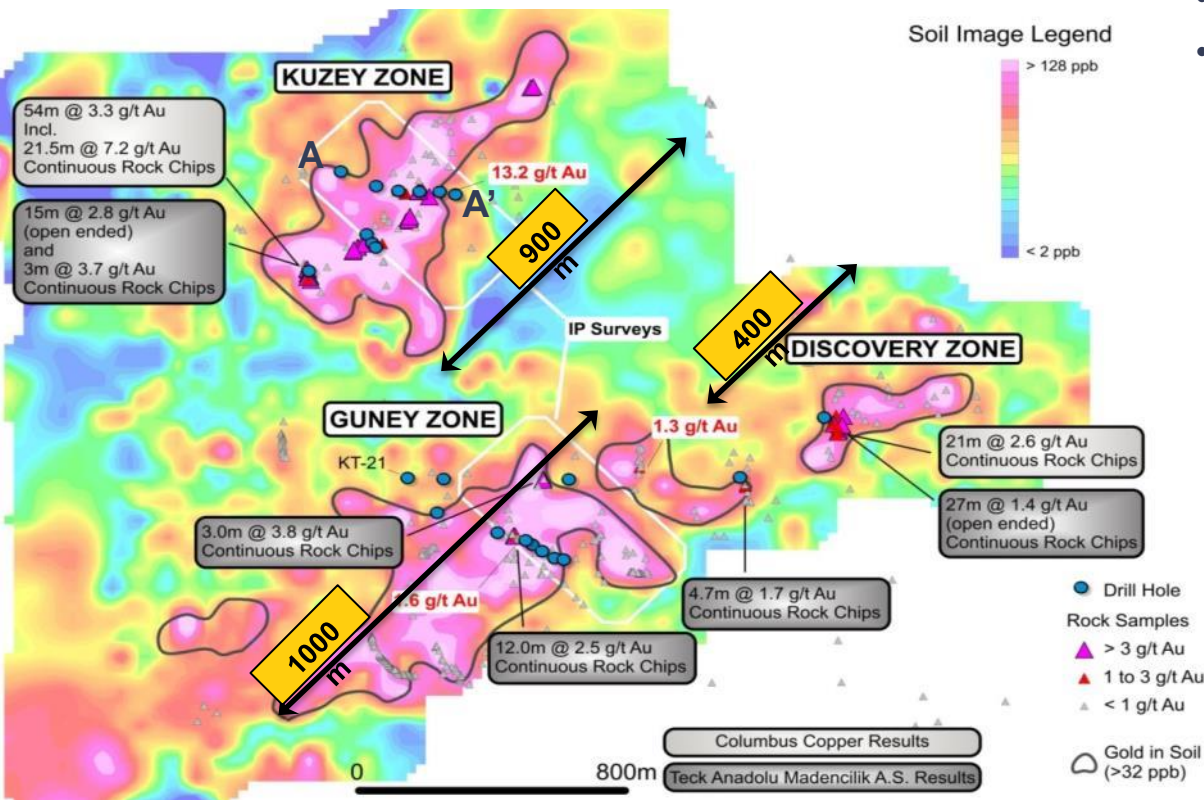 Soil Image Legend
> 128 ppb
< 2 ppb
KUZEY ZONE
54m @ 3.3 g/t Au
Incl.
21.5m @ 7.2 g/t Au
Continuous Rock Chips
15m @ 2.8 g/t Au
(open ended)
and
3m @ 3.7 g/t Au
Continuous Rock Chips
A
A’
13.2 g/t Au
900
m
400
m
IP Surveys
DISCOVERY ZONE
GUNEY ZONE
KT-21
1.3 g/t Au
21m @ 2.6 g/t Au
Continuous Rock Chips
27m @ 1.4 g/t Au
(open ended)
Continuous Rock Chips
3.0m @ 3.8 g/t Au
Continuous Rock Chips
.6 g/t Au
4.7m @ 1.7 g/t Au
Continuous Rock Chips
12.0m @ 2.5 g/t Au
Continuous Rock Chips
1000
m
Drill Hole
Rock Samples
> 3 g/t Au
1 to 3 g/t Au
< 1 g/t Au
Gold in Soil
(>32 ppb)
Columbus Copper Results
Teck Anadolu Madencilik A.S. Results
0
800m